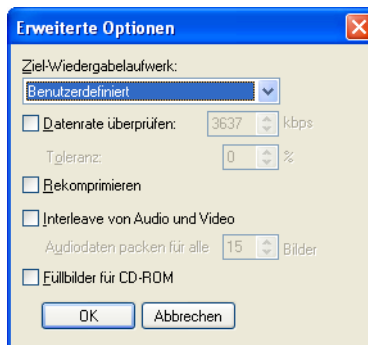 Erweiterte Optionen
Ziel-Wiedergabelaufwerk:
Benutzerdefiniert
Datenrate überprüfen: 3637 kbps
Toleranz: 0 %
Rekomprimieren
Interleave von Audio und Video
Audiodaten packen für alle 15 Bilder
Füllbilder für CD-ROM
OK Abbrechen